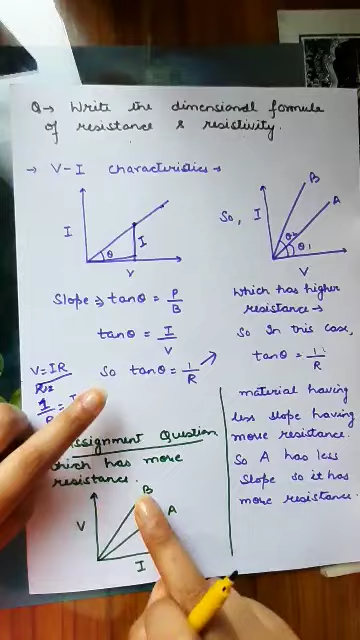 Q→ Write the dimensional formula
of resistance & resistivity.
→ V-I characteristics→
I
I
θ
V
So,
I
B
A
θ2
θ1
V
Slope ⇒ tanθ = P/B
tanθ = I/V
So tanθ = 1/R
V=IR
which has higher
resistance→
So In this case,
tanθ = 1/R
material having
less slope having
more resistance.
So A has less
slope so it has
more resistance.
Assignment Question
which has more
resistance.
V
B
A
I